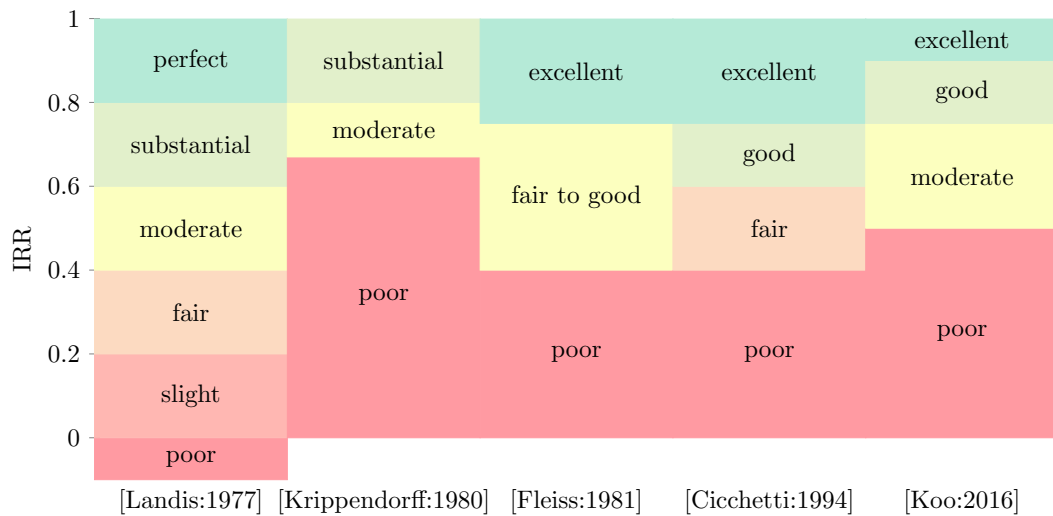 1
0.8
0.6
0.4
0.2
0
IRR
perfect
substantial
moderate
fair
slight
poor
substantial
moderate
poor
excellent
fair to good
poor
excellent
good
fair
poor
excellent
good
moderate
poor
[Landis:1977] [Krippendorff:1980] [Fleiss:1981] [Cicchetti:1994] [Koo:2016]